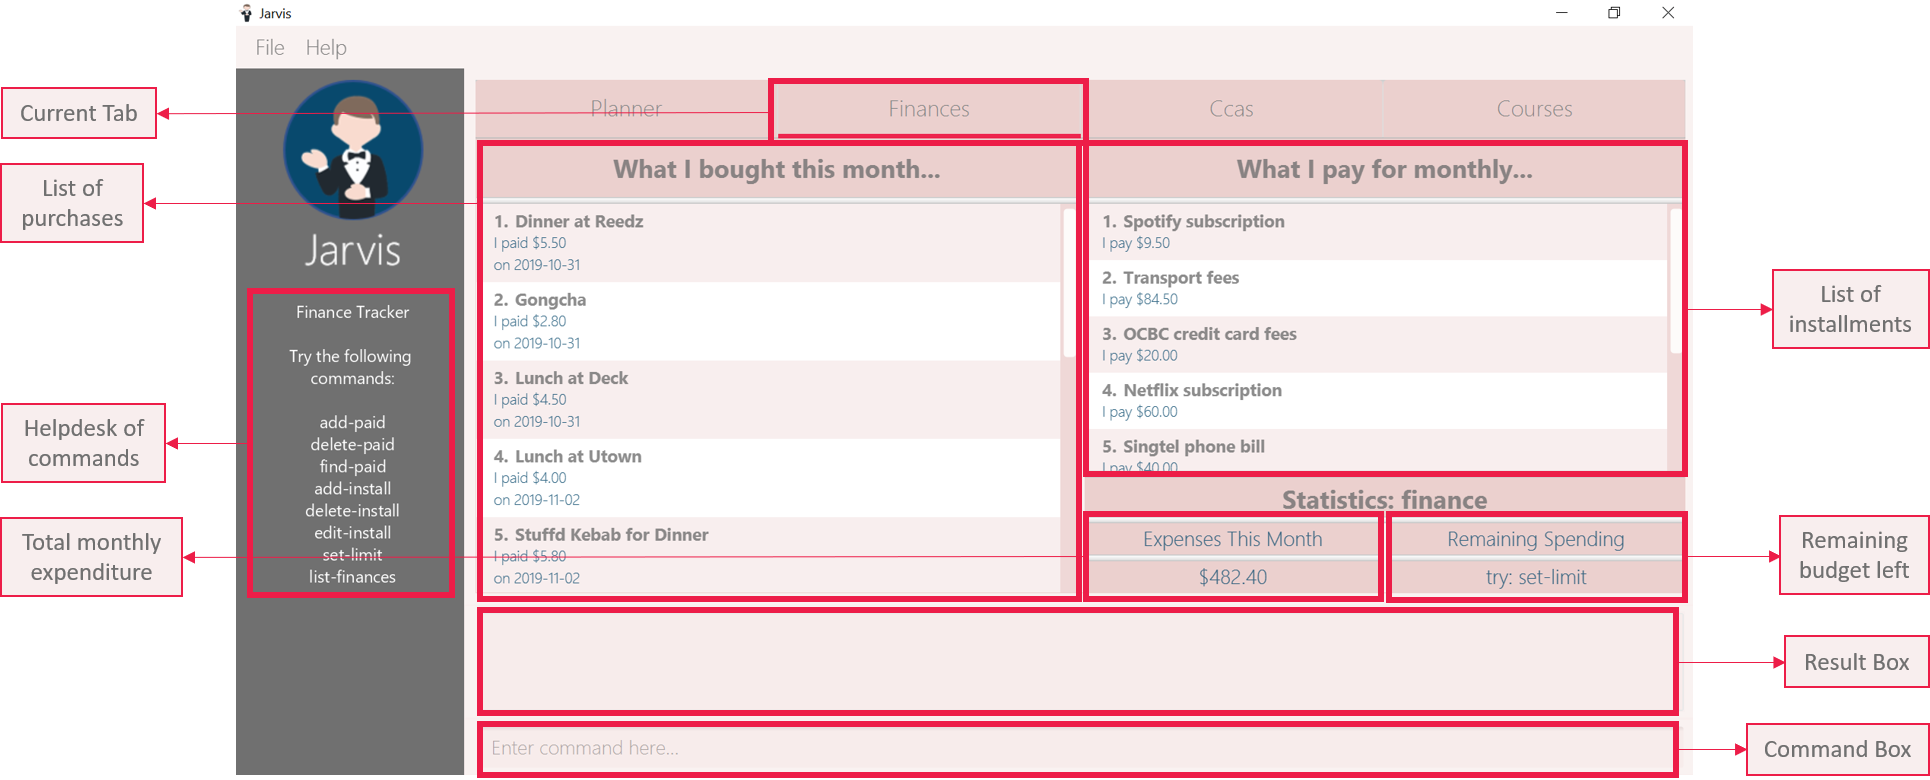 Jarvis
File Help
Current Tab
List of
purchases
Helpdesk of
commands
Total monthly
expenditure
Jarvis
Finance Tracker
Try the following
commands:
add-paid
delete-paid
find-paid
add-install
delete-install
edit-install
set-limit
list-finances
Planner
Finances
Ccas
Courses
What I bought this month...
1. Dinner at Reedz
I paid $5.50
on 2019-10-31
2. Gongcha
I paid $2.80
on 2019-10-31
3. Lunch at Deck
I paid $4.50
on 2019-10-31
4. Lunch at Utown
I paid $4.00
on 2019-11-02
5. Stuffd Kebab for Dinner
I paid $5.80
on 2019-11-02
What I pay for monthly...
1. Spotify subscription
I pay $9.50
2. Transport fees
I pay $84.50
3. OCBC credit card fees
I pay $20.00
4. Netflix subscription
I pay $60.00
5. Singtel phone bill
I pay $40.00
Statistics: finance
Expenses This Month
$482.40
Remaining Spending
try: set-limit
Enter command here...
List of
installments
Remaining
budget left
Result Box
Command Box